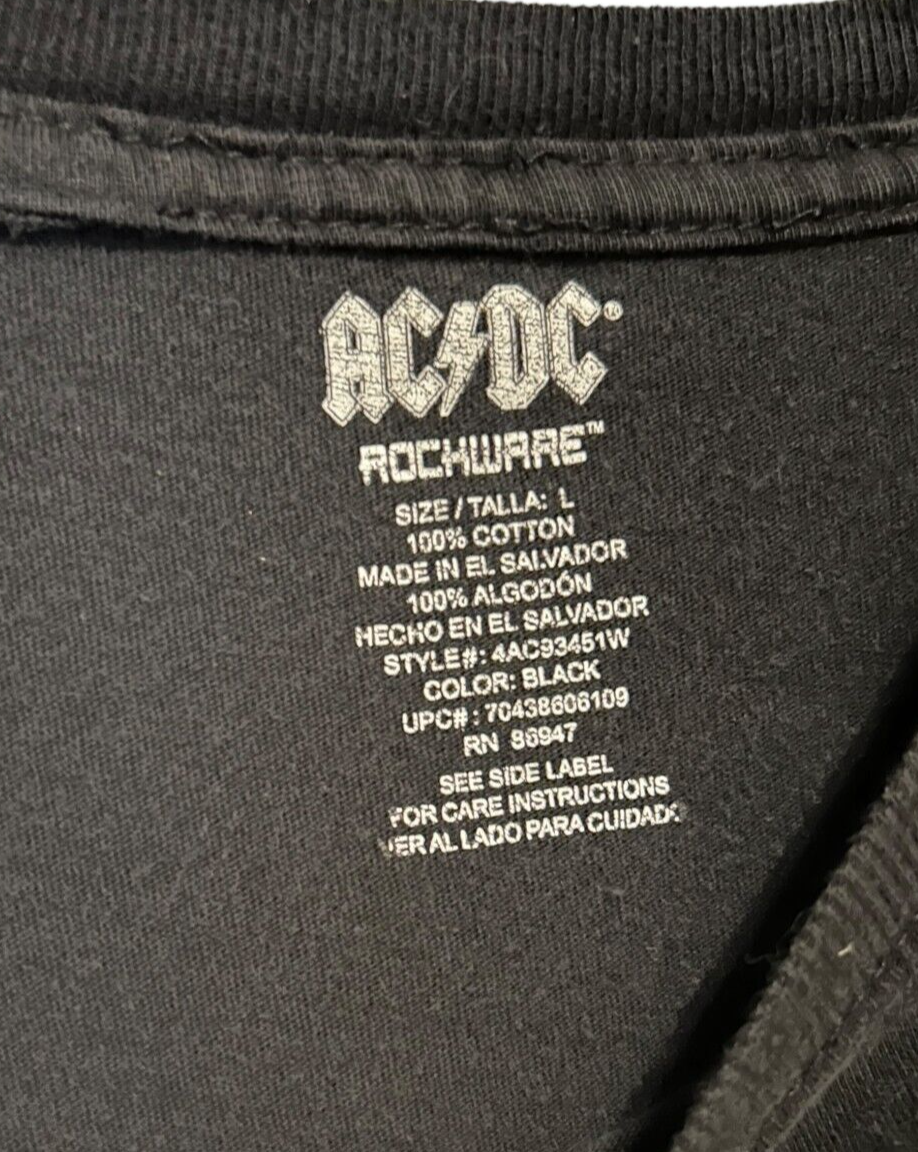 AC/DC®
ROCKWARE™
SIZE / TALLA: L
100% COTTON
MADE IN EL SALVADOR
100% ALGODÓN
HECHO EN EL SALVADOR
STYLE#: 4AC93451W
COLOR: BLACK
UPC# : 70438606109
RN 86947
SEE SIDE LABEL
FOR CARE INSTRUCTIONS
VER AL LADO PARA CUIDADO